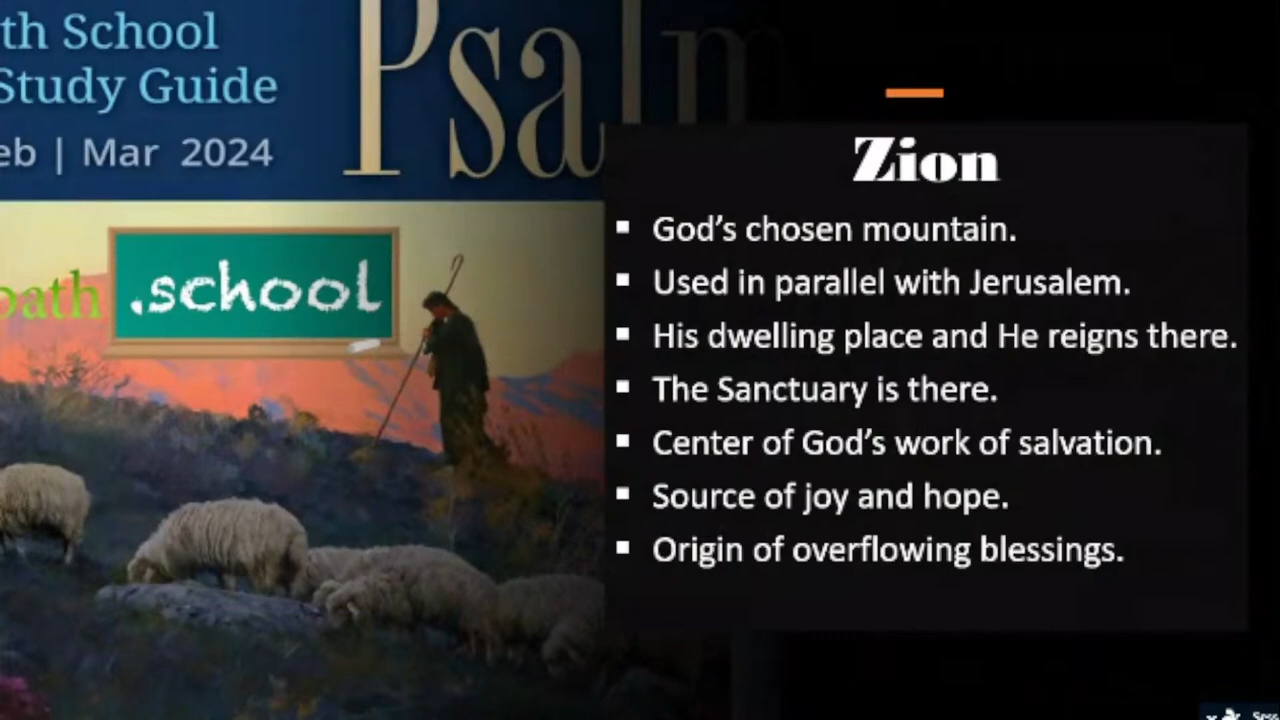 th School
Study Guide
eb | Mar 2024
Psalm
oath
.school
Zion
▪ God’s chosen mountain.
▪ Used in parallel with Jerusalem.
▪ His dwelling place and He reigns there.
▪ The Sanctuary is there.
▪ Center of God’s work of salvation.
▪ Source of joy and hope.
▪ Origin of overflowing blessings.